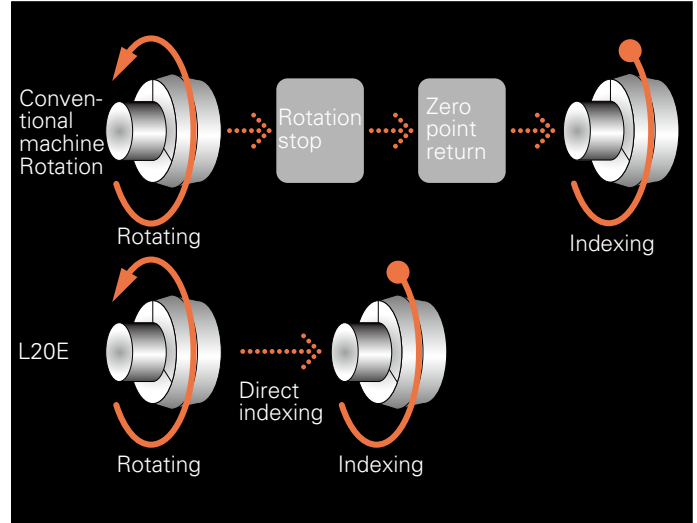 Conven-
tional
machine
Rotation
Rotation
stop
Zero
point
return
Rotating
Indexing
L20E
Direct
indexing
Rotating
Indexing